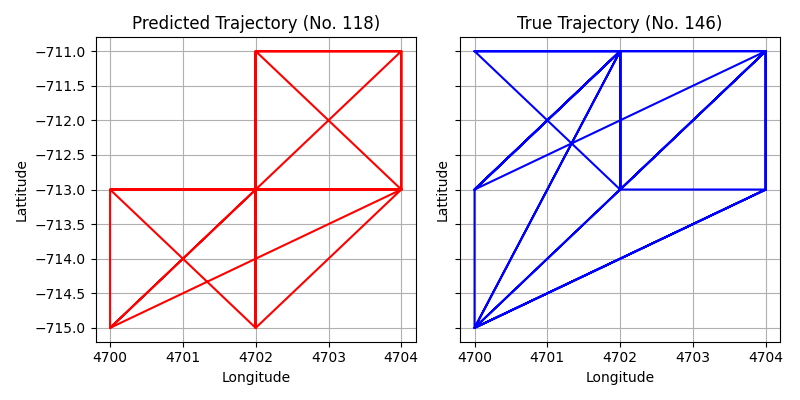 Predicted Trajectory (No. 118)
True Trajectory (No. 146)
−711.0
−711.5
−712.0
−712.5
−713.0
−713.5
−714.0
−714.5
−715.0
Lattitude
Lattitude
4700 4701 4702 4703 4704
4700 4701 4702 4703 4704
Longitude
Longitude